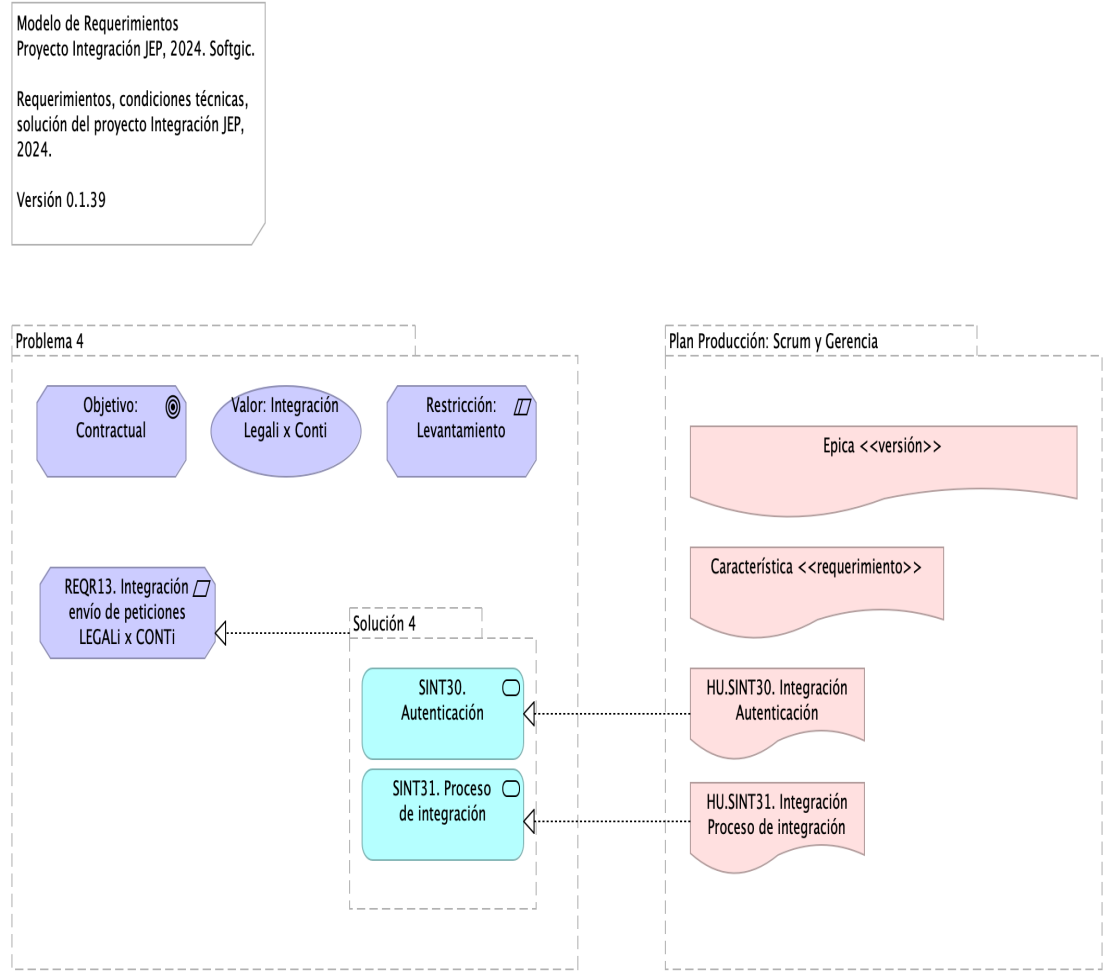 Modelo de Requerimientos
Proyecto Integración JEP, 2024. Softgic.
Requerimientos, condiciones técnicas,
solución del proyecto Integración JEP,
2024.
Versión 0.1.39
Problema 4
Objetivo:
Contractual
Valor: Integración
Legali x Conti
Restricción:
Levantamiento
REQR13. Integración
envío de peticiones
LEGALi x CONTi
Solución 4
SINT30.
Autenticación
SINT31. Proceso
de integración
Plan Producción: Scrum y Gerencia
Epica <<versión>>
Característica <<requerimiento>>
HU.SINT30. Integración
Autenticación
HU.SINT31. Integración
Proceso de integración